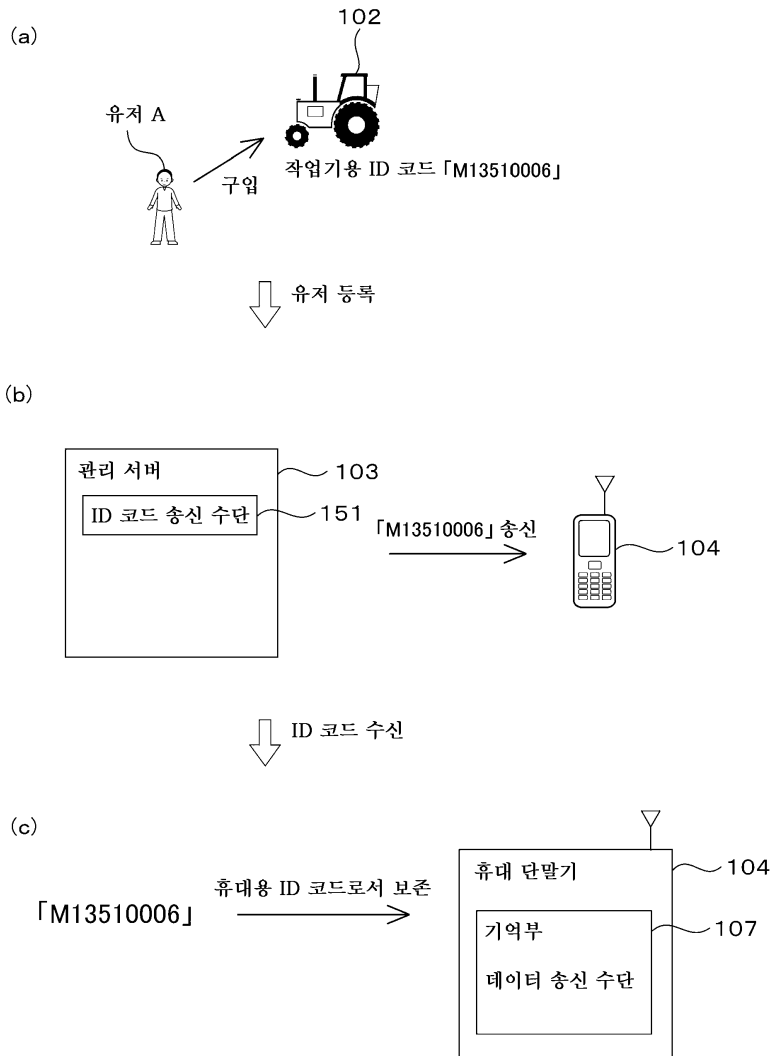 (a)
102
유저 A
구입
작업기용 ID 코드 「M13510006」
유저 등록
(b)
관리 서버
103
ID 코드 송신 수단
151
「M13510006」 송신
104
ID 코드 수신
(c)
「M13510006」
휴대용 ID 코드로서 보존
휴대 단말기
104
기억부
107
데이터 송신 수단